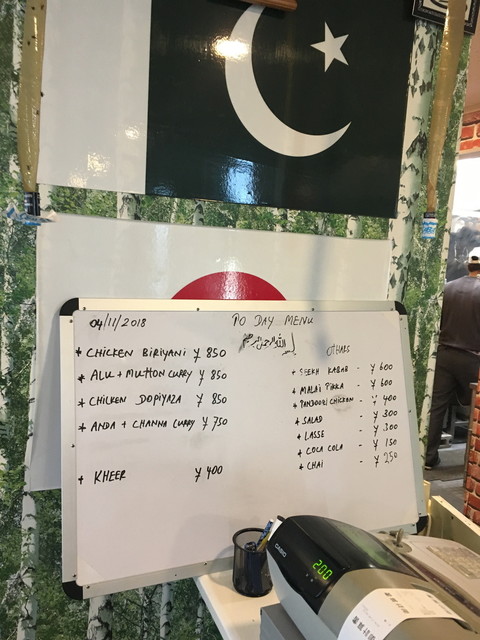 04/11/2018
TO DAY MENU
* CHICKEN BIRIYANI ¥ 850
* ALU + MUTTON CURRY ¥ 850
* CHICKEN DOPIYAZA ¥ 850
* ANDA + CHANNA CURRY ¥ 750
* KHEER ¥ 400
OTHARS
* SEEKH KABAB - ¥ 600
* MALAI TIKKA - ¥ 600
* TANDOORI CHICKEN - ¥ 400
* SALAD - ¥ 300
* LASSE - ¥ 300
* COCA COLA - ¥ 150
* CHAI - ¥ 250
CASIO
200